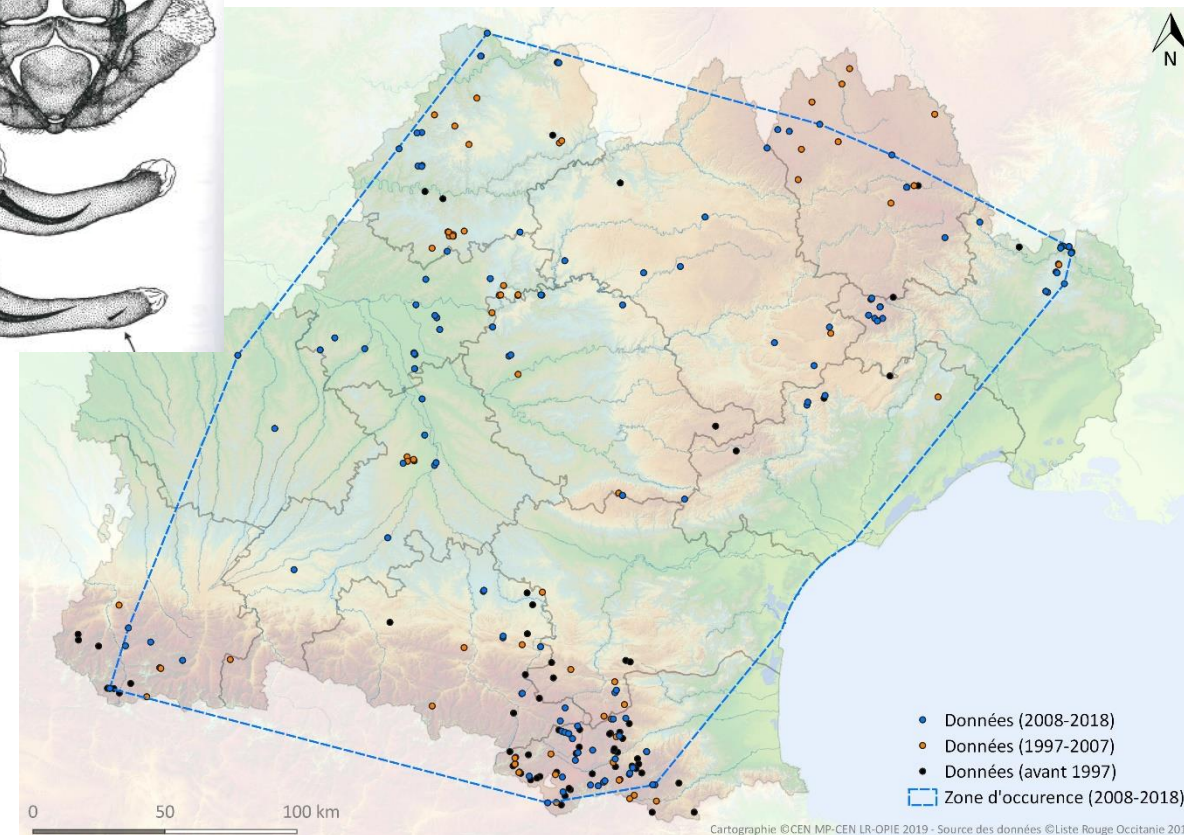 N
Données (2008-2018)
Données (1997-2007)
Données (avant 1997)
Zone d'occurence (2008-2018)
0 50 100 km
Cartographie ©CEN MP-CEN LR-OPIE 2019 - Source des données ©Liste Rouge Occitanie